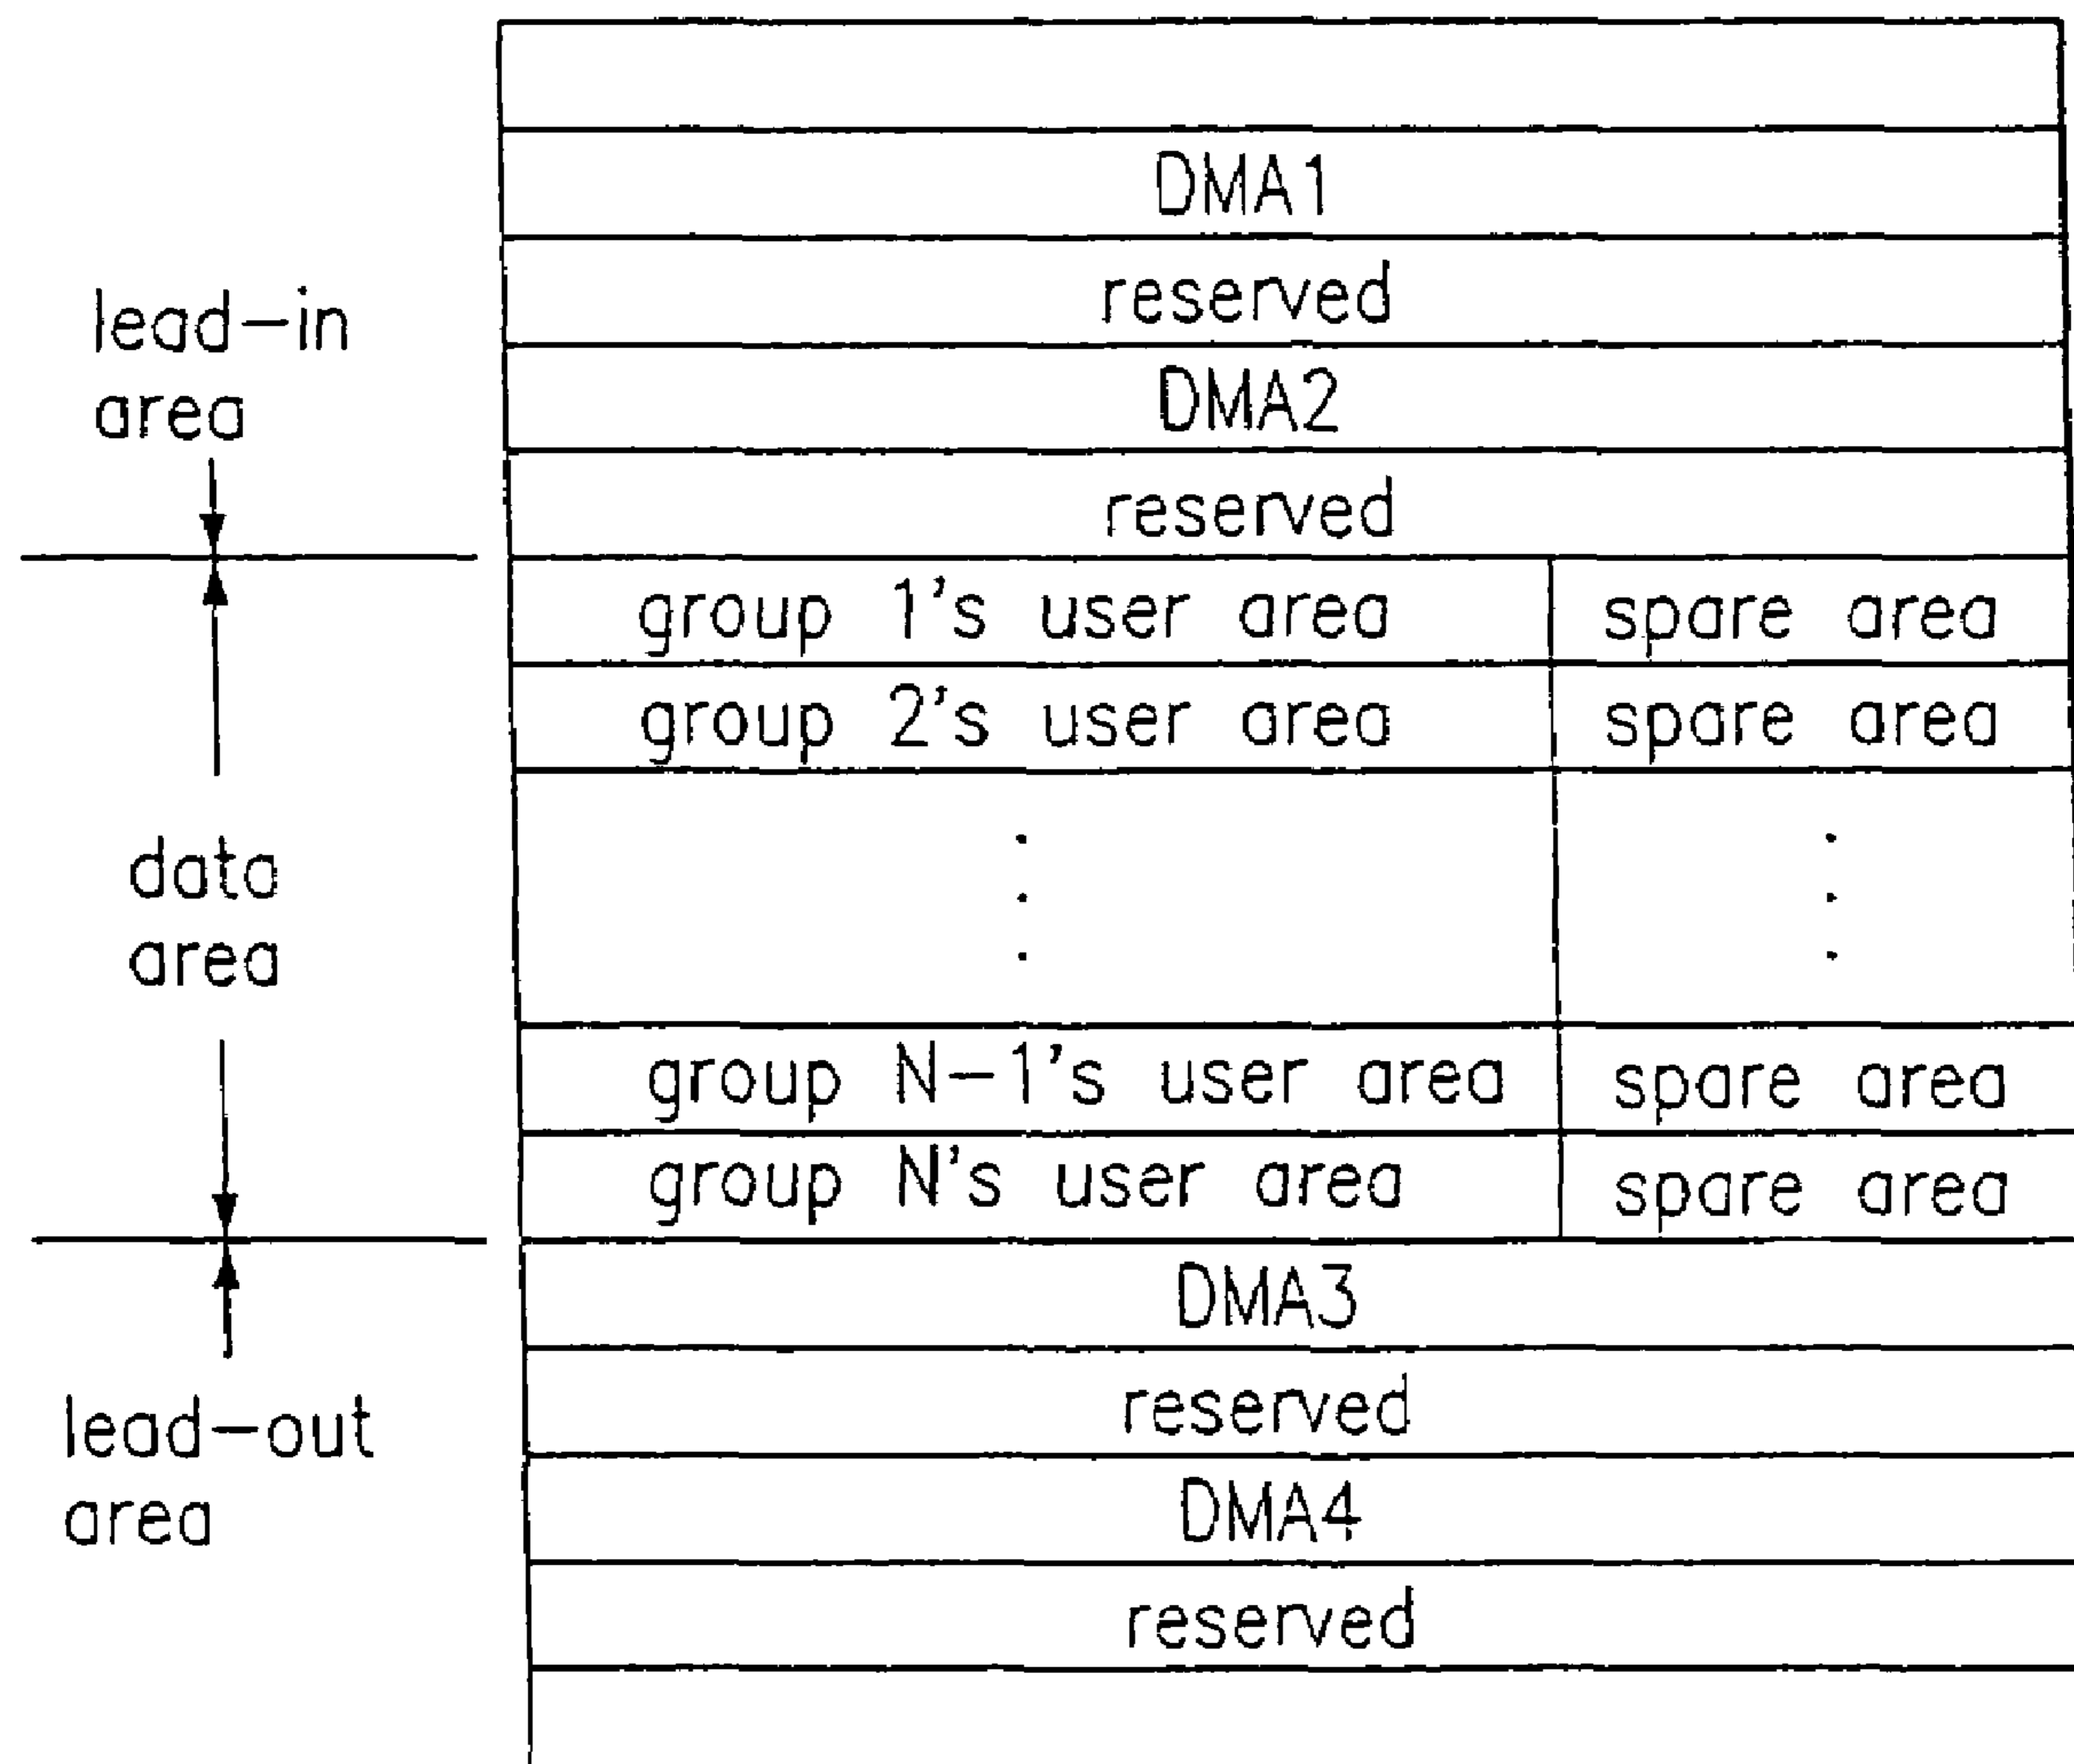 DMA1
reserved
lead-in
area
DMA2
reserved
group 1's user area spare area
group 2's user area spare area
data
area
group N-1's user area spare area
group N's user area spare area
DMA3
reserved
lead-out
area
DMA4
reserved